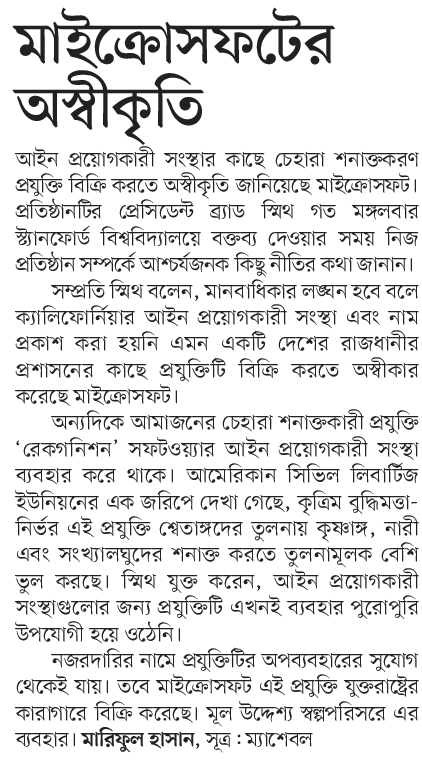 মাইক্রোসফটের
অস্বীকৃতি
আইন প্রয়োগকারী সংস্থার কাছে চেহারা শনাক্তকরণ
প্রযুক্তি বিক্রি করতে অস্বীকৃতি জানিয়েছে মাইক্রোসফট।
প্রতিষ্ঠানটির প্রেসিডেন্ট ব্র্যাড স্মিথ গত মঙ্গলবার
স্ট্যানফোর্ড বিশ্ববিদ্যালয়ে বক্তব্য দেওয়ার সময় নিজ
প্রতিষ্ঠান সম্পর্কে আশ্চর্যজনক কিছু নীতির কথা জানান।
সম্প্রতি স্মিথ বলেন, মানবাধিকার লঙ্ঘন হবে বলে
ক্যালিফোর্নিয়ার আইন প্রয়োগকারী সংস্থা এবং নাম
প্রকাশ করা হয়নি এমন একটি দেশের রাজধানীর
প্রশাসনের কাছে প্রযুক্তিটি বিক্রি করতে অস্বীকার
করেছে মাইক্রোসফট।
অন্যদিকে আমাজনের চেহারা শনাক্তকারী প্রযুক্তি
‘রেকগনিশন’ সফটওয়্যার আইন প্রয়োগকারী সংস্থা
ব্যবহার করে থাকে। আমেরিকান সিভিল লিবার্টিজ
ইউনিয়নের এক জরিপে দেখা গেছে, কৃত্রিম বুদ্ধিমত্তা-
নির্ভর এই প্রযুক্তি শ্বেতাঙ্গদের তুলনায় কৃষ্ণাঙ্গ, নারী
এবং সংখ্যালঘুদের শনাক্ত করতে তুলনামূলক বেশি
ভুল করছে। স্মিথ যুক্ত করেন, আইন প্রয়োগকারী
সংস্থাগুলোর জন্য প্রযুক্তিটি এখনই ব্যবহার পুরোপুরি
উপযোগী হয়ে ওঠেনি।
নজরদারির নামে প্রযুক্তিটির অপব্যবহারের সুযোগ
থেকেই যায়। তবে মাইক্রোসফট এই প্রযুক্তি যুক্তরাষ্ট্রের
কারাগারে বিক্রি করেছে। মূল উদ্দেশ্য স্বল্পপরিসরে এর
ব্যবহার। মারিফুল হাসান, সূত্র : ম্যাশেবল